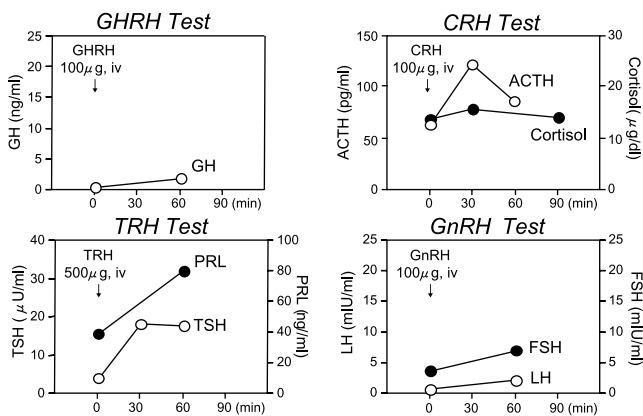 GHRH Test
GH (ng/ml)
25
20
15
10
5
0
GHRH
100μg, iv
↓
GH
0 30 60 90 (min)
CRH Test
ACTH (pg/ml)
150
100
50
0
CRH
100μg, iv
↓
ACTH
Cortisol
30
20
10
0
Cortisol(μg/dl)
0 30 60 90 (min)
TRH Test
TSH (μU/ml)
40
30
20
10
0
TRH
500μg, iv
↓
PRL
TSH
100
80
60
40
20
0
PRL (ng/ml)
0 30 60 90 (min)
GnRH Test
LH (mIU/ml)
25
20
15
10
5
0
GnRH
100μg, iv
↓
FSH
LH
25
20
15
10
5
0
FSH (mIU/ml)
0 30 60 90 (min)